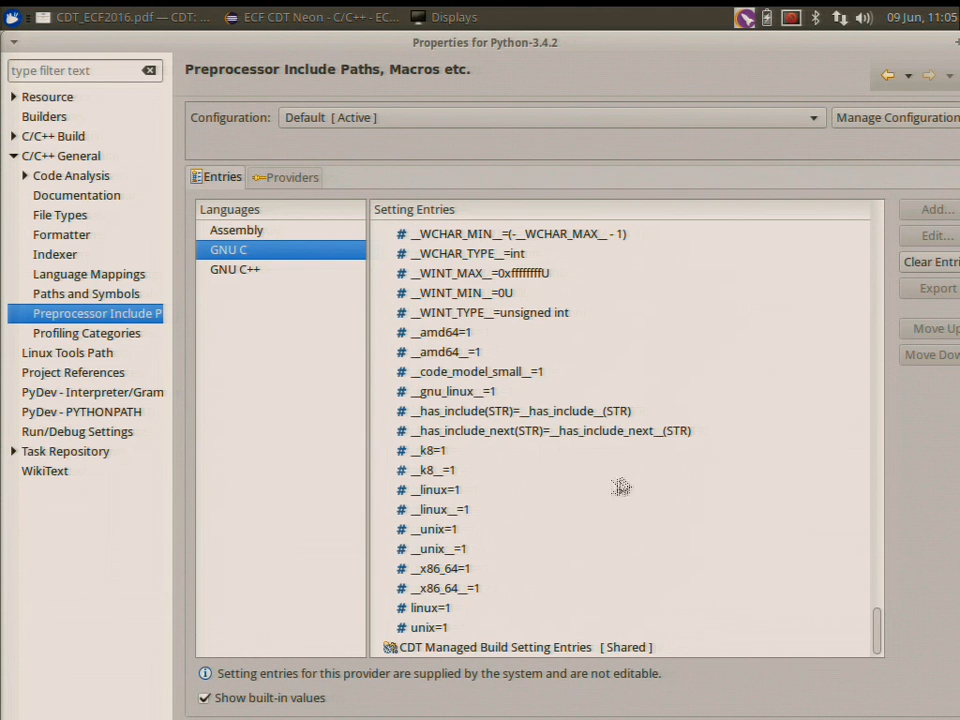 CDT_ECF2016.pdf — CDT: ...
ECF CDT Neon - C/C++ - EC...
Displays
09 Jun, 11:05
Properties for Python-3.4.2
type filter text
Resource
Builders
C/C++ Build
C/C++ General
Code Analysis
Documentation
File Types
Formatter
Indexer
Language Mappings
Paths and Symbols
Preprocessor Include P
Profiling Categories
Linux Tools Path
Project References
PyDev - Interpreter/Gram
PyDev - PYTHONPATH
Run/Debug Settings
Task Repository
WikiText
Preprocessor Include Paths, Macros etc.
Configuration:
Default [ Active ]
Manage Configuration
Entries
Providers
Languages
Assembly
GNU C
GNU C++
Setting Entries
# __WCHAR_MIN__=(-__WCHAR_MAX__ - 1)
# __WCHAR_TYPE__=int
# __WINT_MAX__=0xffffffffU
# __WINT_MIN__=0U
# __WINT_TYPE__=unsigned int
# __amd64=1
# __amd64__=1
# __code_model_small__=1
# __gnu_linux__=1
# __has_include(STR)=__has_include__(STR)
# __has_include_next(STR)=__has_include_next__(STR)
# __k8=1
# __k8__=1
# __linux=1
# __linux__=1
# __unix=1
# __unix__=1
# __x86_64=1
# __x86_64__=1
# linux=1
# unix=1
CDT Managed Build Setting Entries [ Shared ]
Add...
Edit...
Clear Entri
Export
Move Up
Move Dow
Setting entries for this provider are supplied by the system and are not editable.
Show built-in values